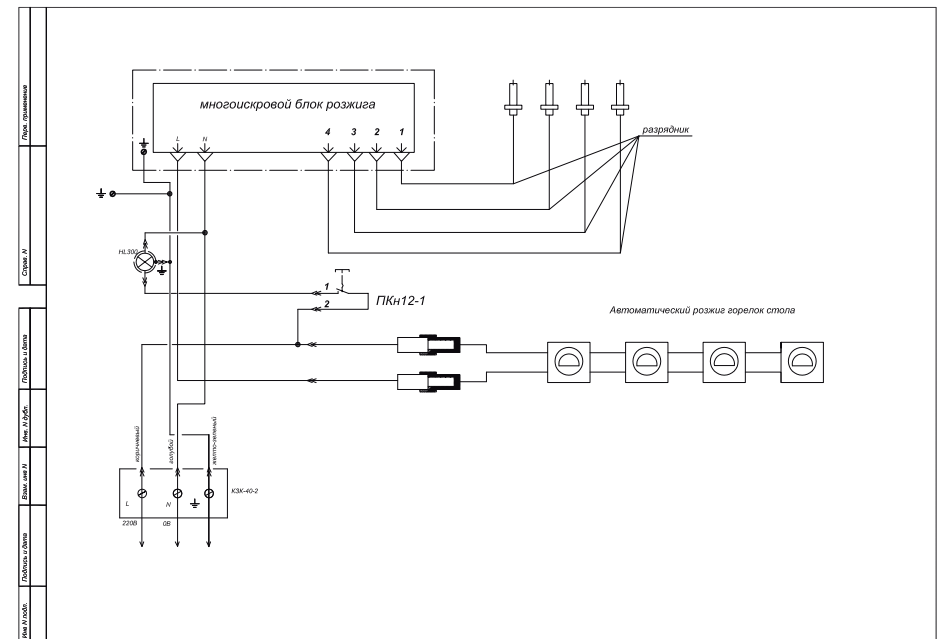 многоискровой блок розжига
L N 4 3 2 1
разрядник
HL300
1
2
ПКн12-1
Автоматический розжиг горелок стола
коричневый
голубой
желто-зеленый
L N
КЗК-40-2
220В 0В
Перв. применение
Справ. N
Подпись и дата
Инв. N дубл.
Взам. инв N
Подпись и дата
Инв N подл.